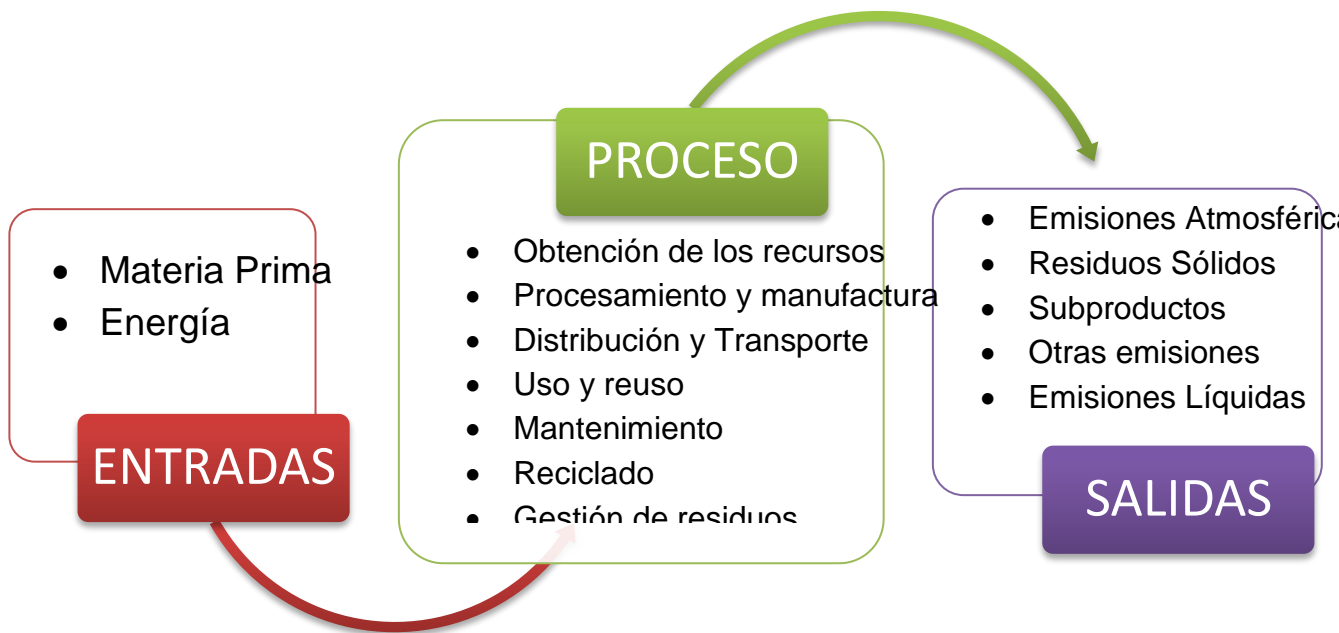 • Materia Prima
• Energía
ENTRADAS
PROCESO
• Obtención de los recursos
• Procesamiento y manufactura
• Distribución y Transporte
• Uso y reuso
• Mantenimiento
• Reciclado
• Gestión de residuos
• Emisiones Atmosférica
• Residuos Sólidos
• Subproductos
• Otras emisiones
• Emisiones Líquidas
SALIDAS